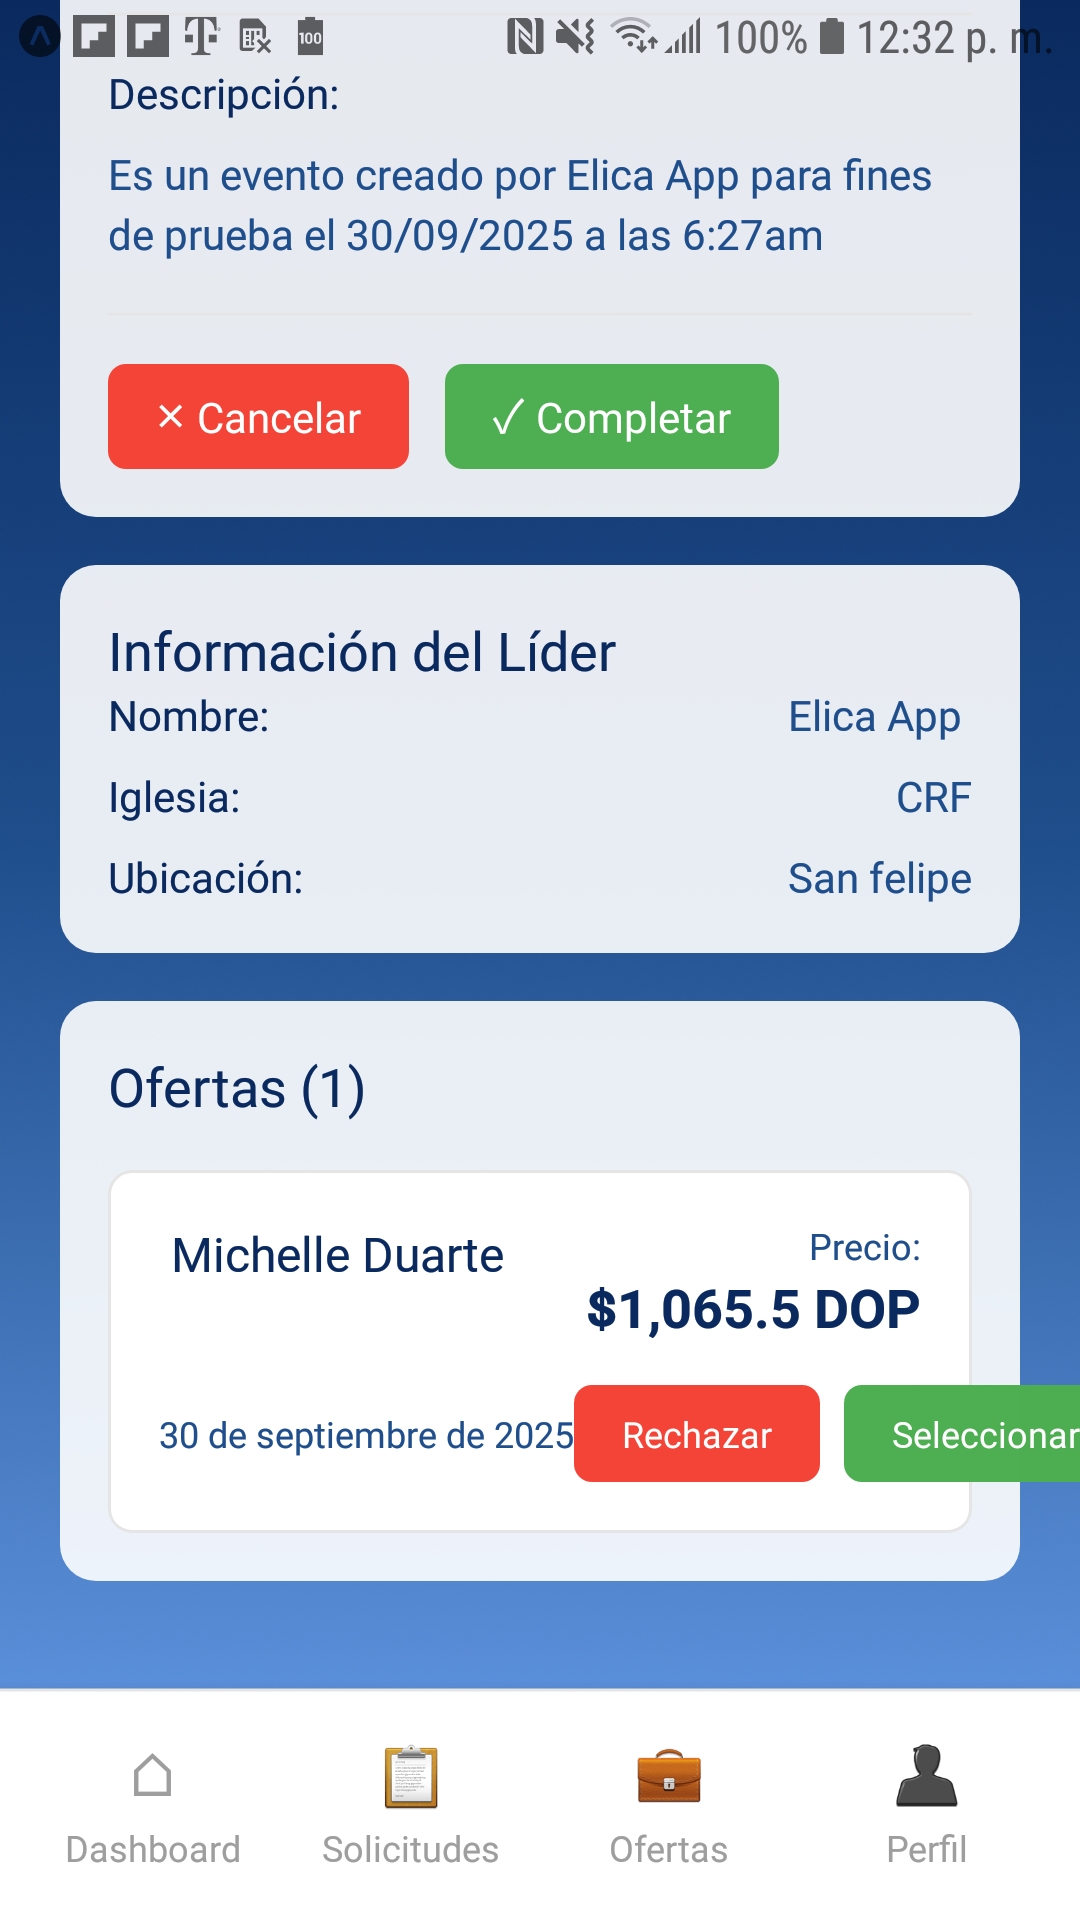 100% 12:32 p. m.
Descripción:
Es un evento creado por Elica App para fines
de prueba el 30/09/2025 a las 6:27am
✕ Cancelar
✓ Completar
Información del Líder
Nombre: Elica App
Iglesia: CRF
Ubicación: San felipe
Ofertas (1)
Michelle Duarte
Precio:
$1,065.5 DOP
30 de septiembre de 2025
Rechazar
Seleccionar
Dashboard
Solicitudes
Ofertas
Perfil